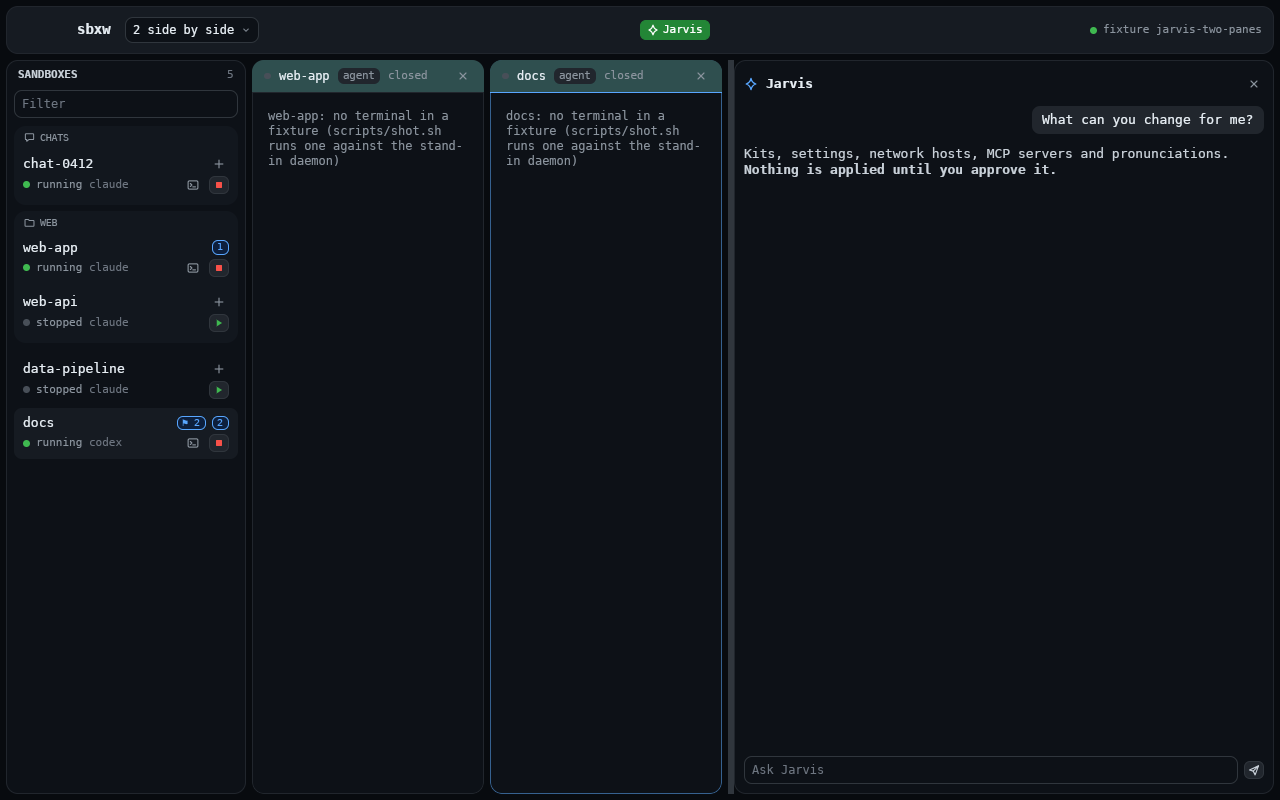 sbxw
2 side by side
Jarvis
fixture jarvis-two-panes
SANDBOXES 5
Filter
CHATS
chat-0412
running claude
WEB
web-app 1
running claude
web-api
stopped claude
data-pipeline
stopped claude
docs 2 2
running codex
web-app agent closed
web-app: no terminal in a
fixture (scripts/shot.sh
runs one against the stand-
in daemon)
docs agent closed
docs: no terminal in a
fixture (scripts/shot.sh
runs one against the stand-
in daemon)
Jarvis
What can you change for me?
Kits, settings, network hosts, MCP servers and pronunciations.
Nothing is applied until you approve it.
Ask Jarvis